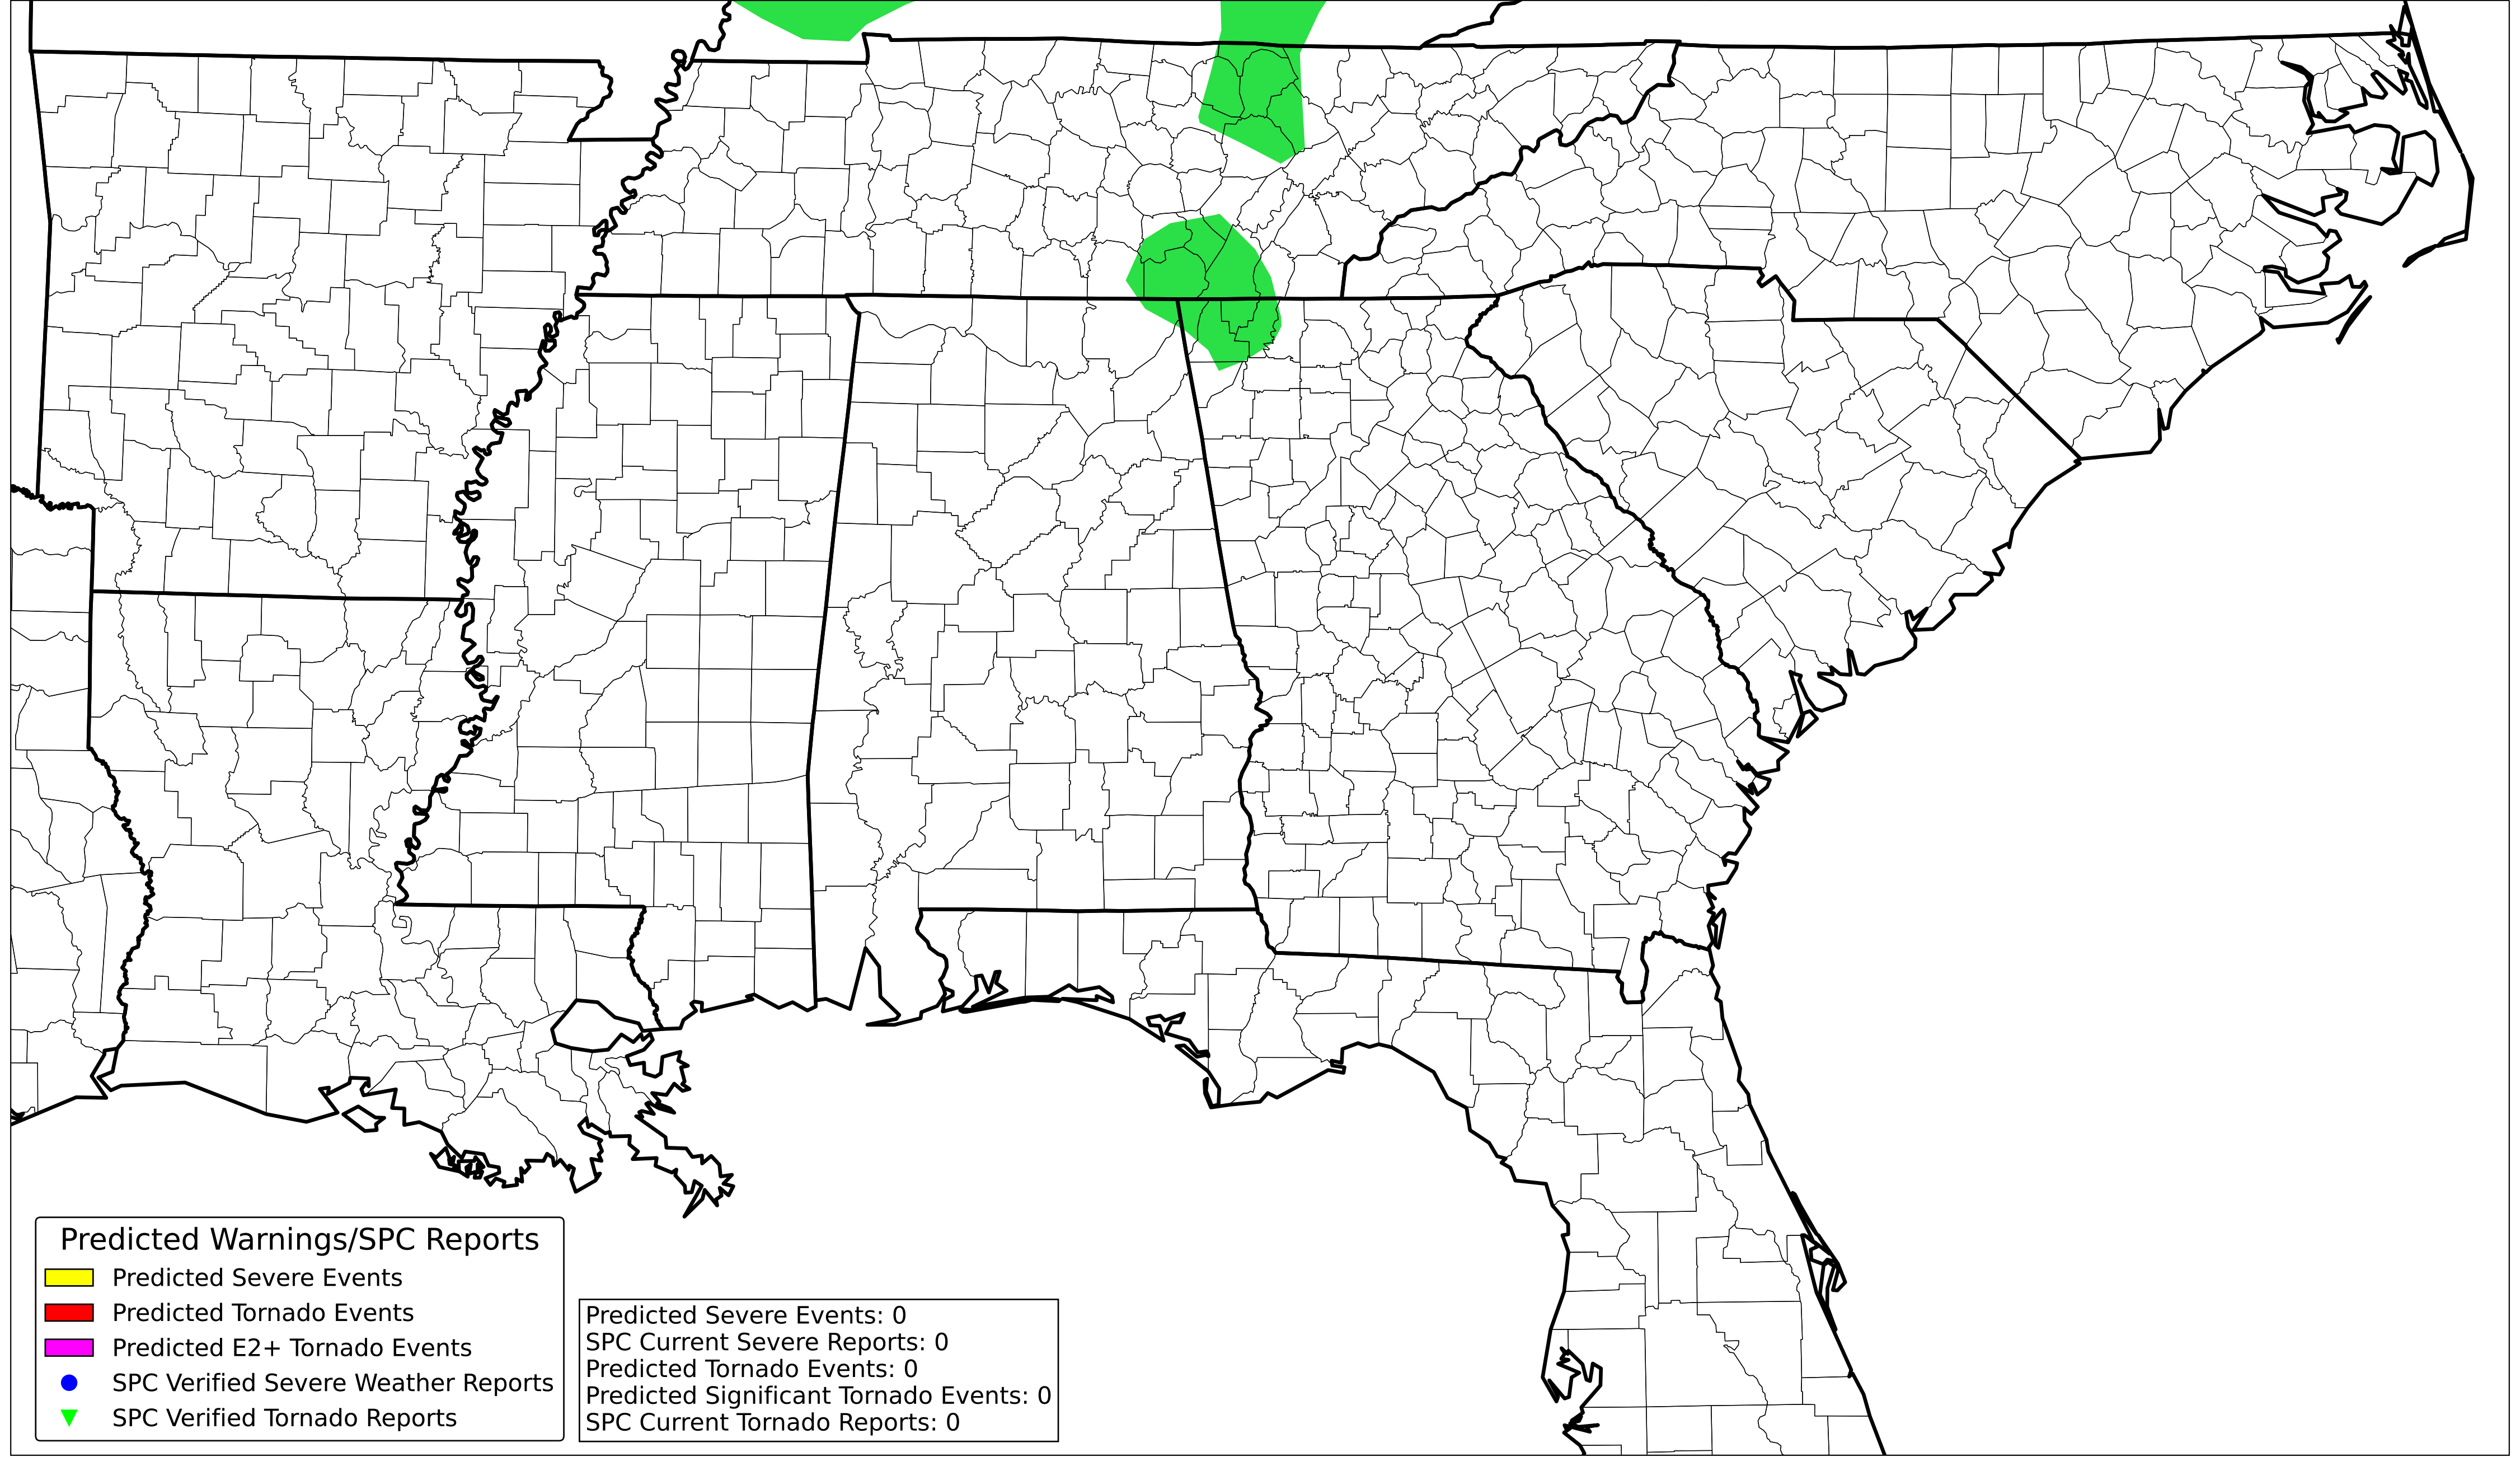 Predicted Warnings/SPC Reports
Predicted Severe Events
Predicted Tornado Events
Predicted E2+ Tornado Events
SPC Verified Severe Weather Reports
SPC Verified Tornado Reports
Predicted Severe Events: 0
SPC Current Severe Reports: 0
Predicted Tornado Events: 0
Predicted Significant Tornado Events: 0
SPC Current Tornado Reports: 0